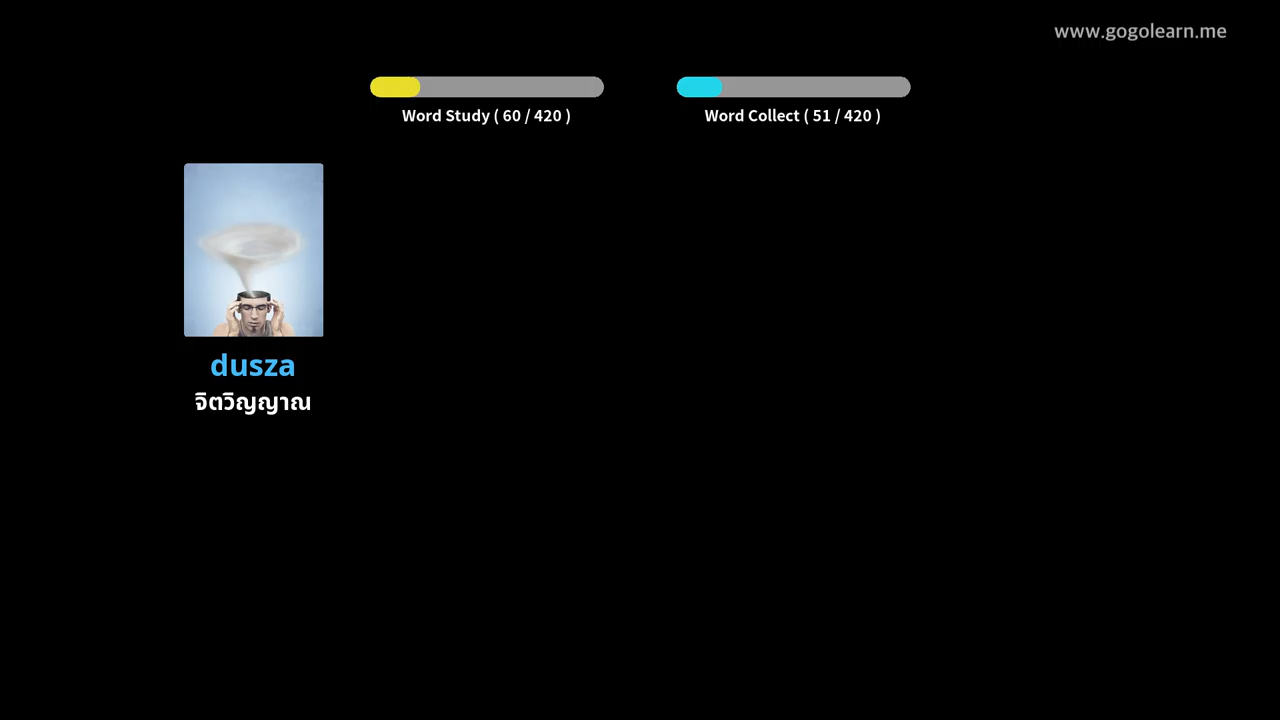 www.gogolearn.me
Word Study ( 60 / 420 )
Word Collect ( 51 / 420 )
dusza
จิตวิญญาณ